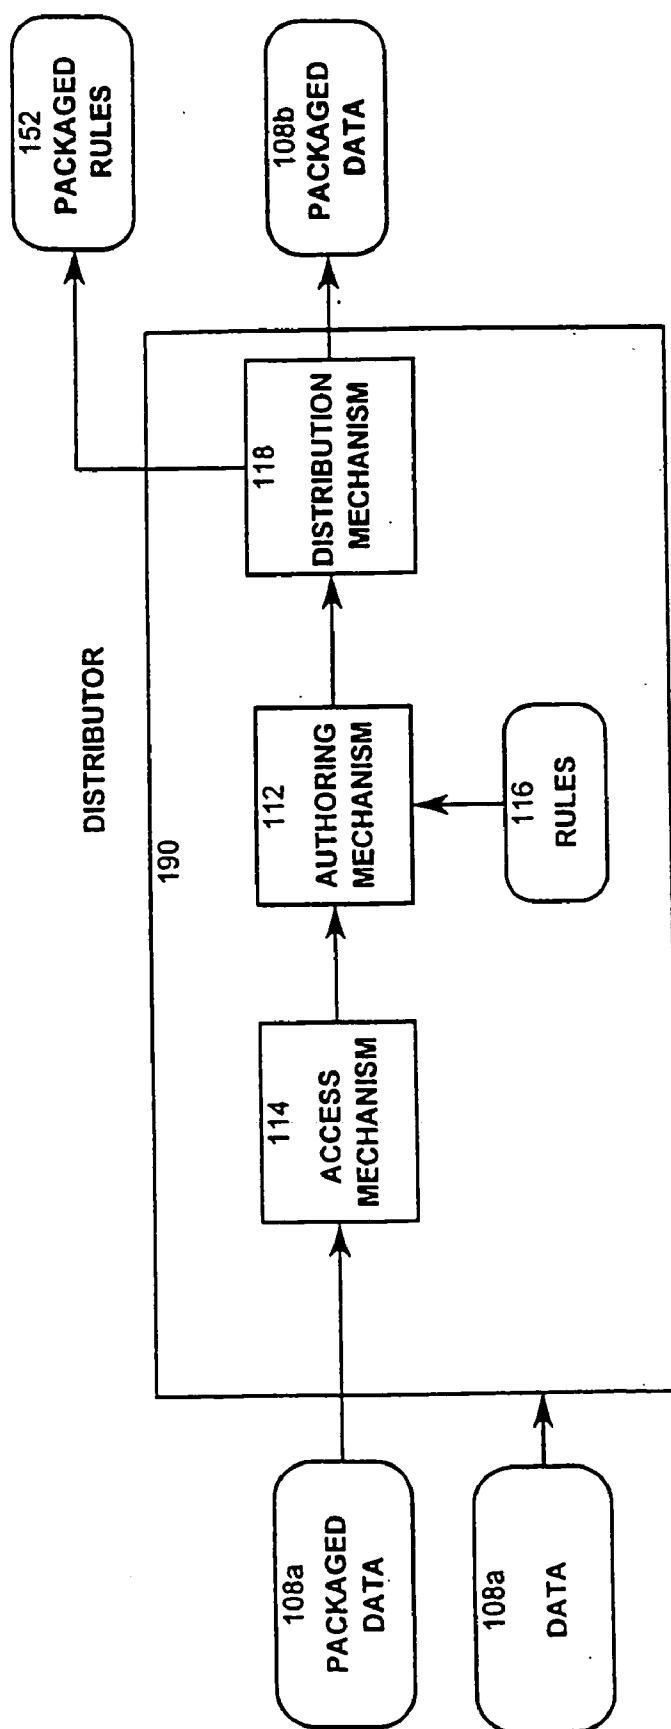 DISTRIBUTOR
190
108a
PACKAGED
DATA
108a
DATA
114
ACCESS
MECHANISM
112
AUTHORING
MECHANISM
116
RULES
118
DISTRIBUTION
MECHANISM
152
PACKAGED
RULES
108b
PACKAGED
DATA